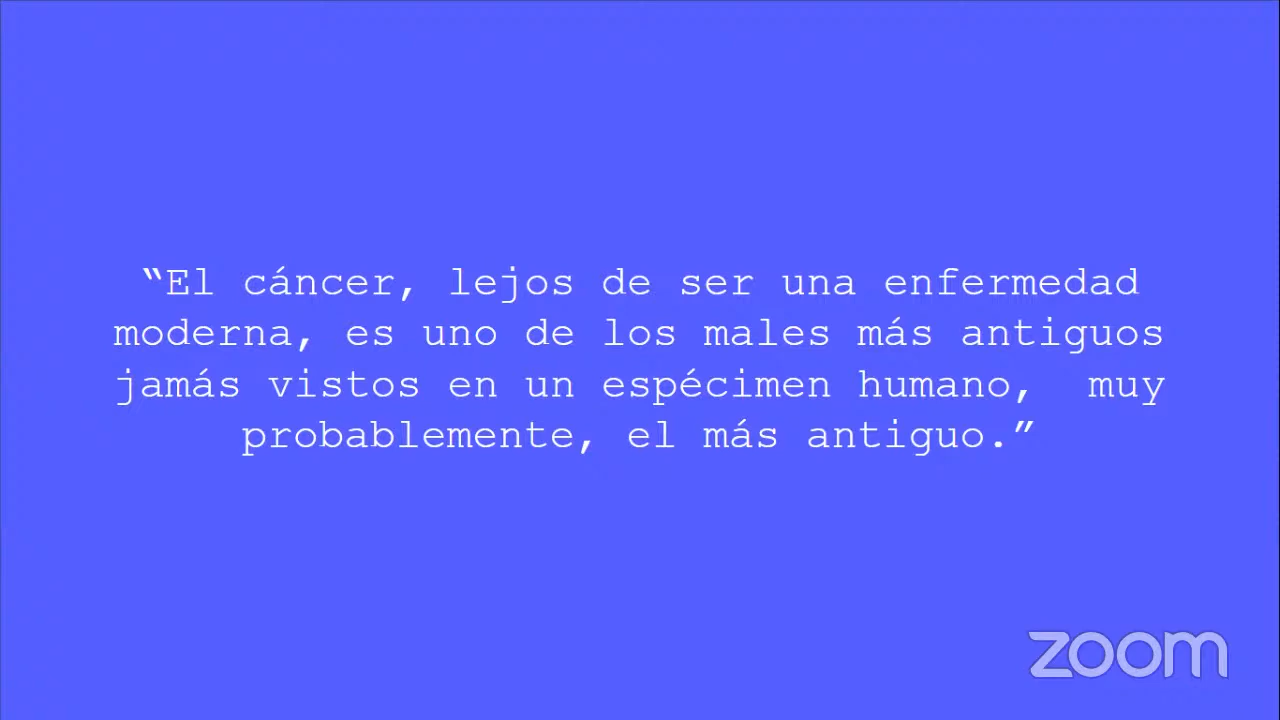 “El cáncer, lejos de ser una enfermedad
moderna, es uno de los males más antiguos
jamás vistos en un espécimen humano,  muy
probablemente, el más antiguo.”
zoom